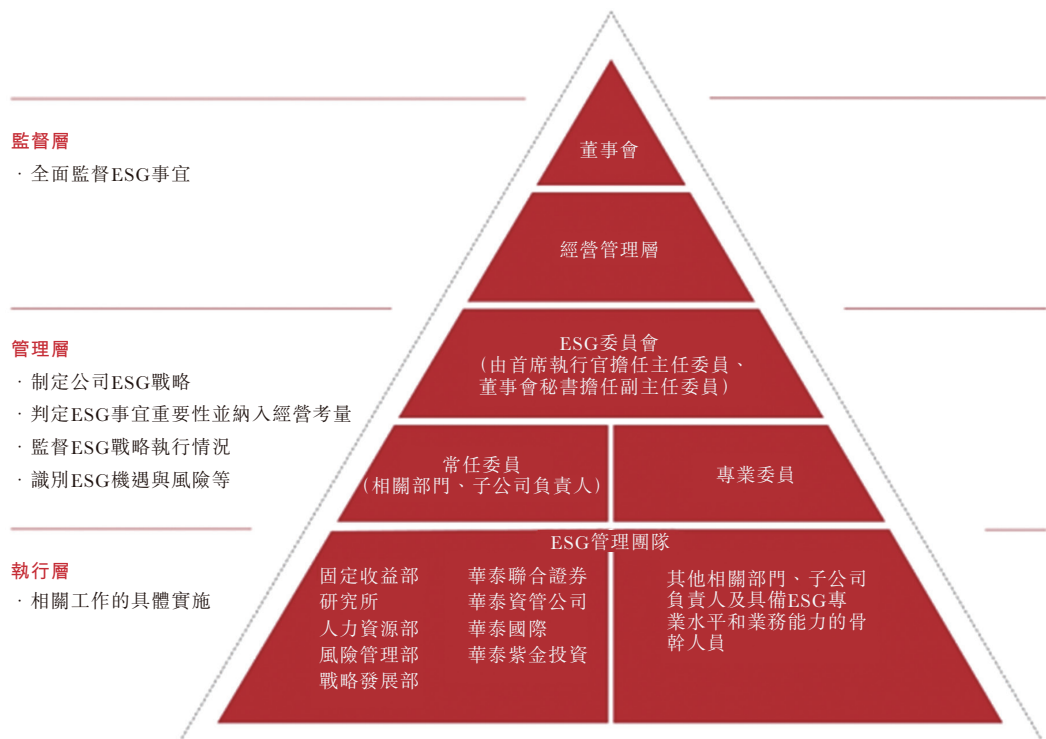 董事會
監督層
· 全面監督ESG事宜
經營管理層
管理層
· 制定公司ESG戰略
· 判定ESG事宜重要性並納入經營考量
· 監督ESG戰略執行情況
· 識別ESG機遇與風險等
ESG委員會
(由首席執行官擔任主任委員、
董事會秘書擔任副主任委員)
常任委員
(相關部門、子公司負責人)
專業委員
執行層
· 相關工作的具體實施
ESG管理團隊
固定收益部
研究所
人力資源部
風險管理部
戰略發展部
華泰聯合證券
華泰資管公司
華泰國際
華泰紫金投資
其他相關部門、子公司
負責人及具備ESG專
業水平和業務能力的骨
幹人員